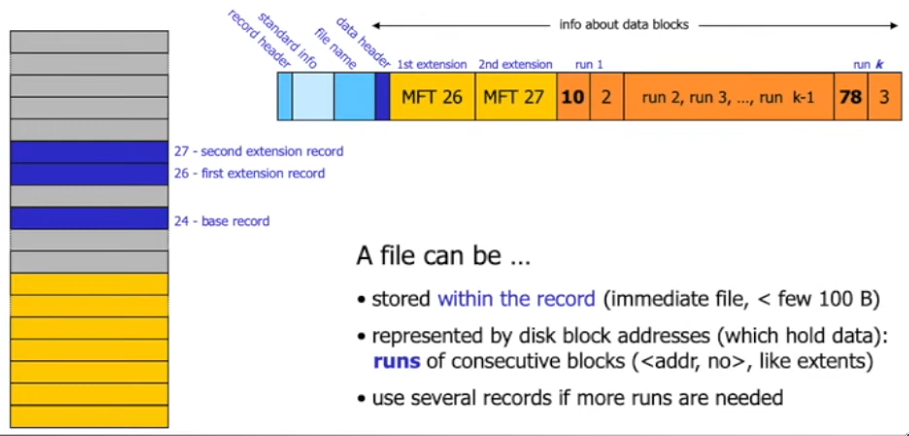 info about data blocks
record header
standard info
file name
data header
1st extension
2nd extension
run 1
run k
MFT 26
MFT 27
10
2
run 2, run 3, ..., run k-1
78
3
27 - second extension record
26 - first extension record
24 - base record
A file can be ...
• stored within the record (immediate file, < few 100 B)
• represented by disk block addresses (which hold data):
runs of consecutive blocks (<addr, no>, like extents)
• use several records if more runs are needed